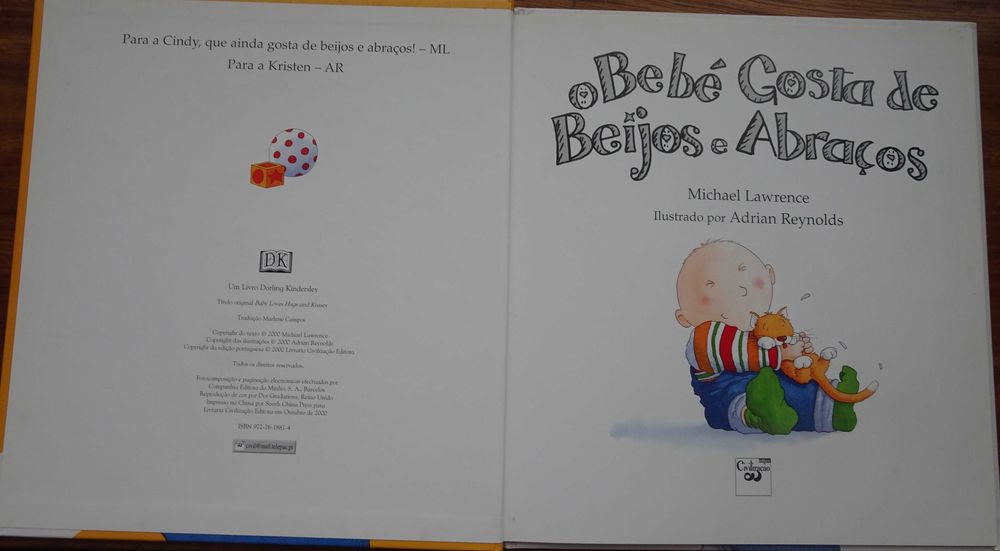 Para a Cindy, que ainda gosta de beijos e abraços! – ML
Para a Kristen – AR
DK
Um Livro Dorling Kindersley
Título original Baby Loves Hugs and Kisses
Tradução Marlene Campos
Copyright do texto © 2000 Michael Lawrence
Copyright das ilustrações © 2000 Adrian Reynolds
Copyright da edição portuguesa © 2000 Livraria Civilização Editora
Todos os direitos reservados.
Fotocomposição e paginação electrónicas efectuadas por
Companhia Editora do Minho, S. A., Barcelos
Reprodução de cor por Dot Gradations, Reino Unido
Impresso na China por South China Press para
Livraria Civilização Editora em Outubro de 2000
ISBN 972-26-1881-4
civil@mail.telepac.pt
O Bebé Gosta de
Beijos e Abraços
Michael Lawrence
Ilustrado por Adrian Reynolds
Civilização